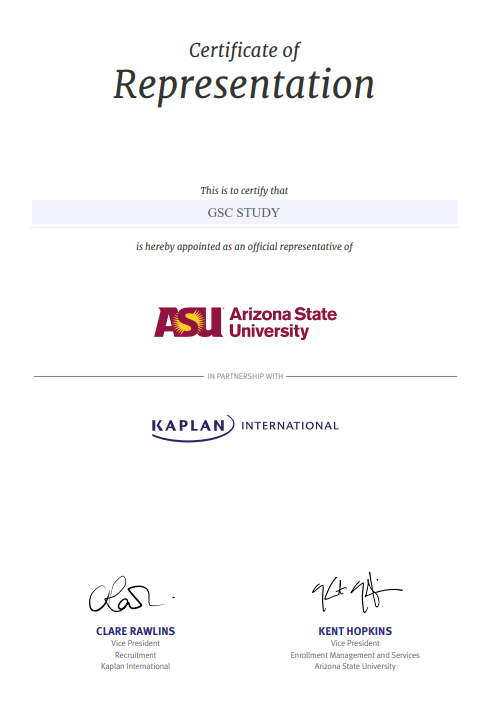 Certificate of
Representation
This is to certify that
GSC STUDY
is hereby appointed as an official representative of
ASU Arizona State
University
IN PARTNERSHIP WITH
KAPLAN INTERNATIONAL
CLARE RAWLINS
Vice President
Recruitment
Kaplan International
KENT HOPKINS
Vice President
Enrollment Management and Services
Arizona State University